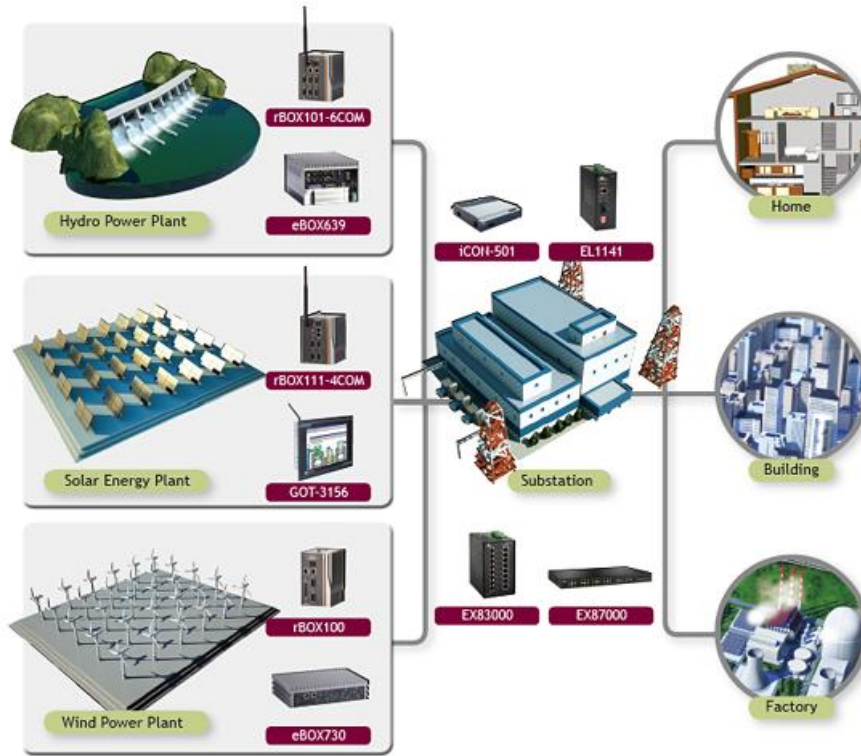 rBOX101-6COM
eBOX639
Hydro Power Plant
rBOX111-4COM
GOT-3156
Solar Energy Plant
rBOX100
eBOX730
Wind Power Plant
iCON-501
EL1141
Substation
EX83000
EX87000
Home
Building
Factory